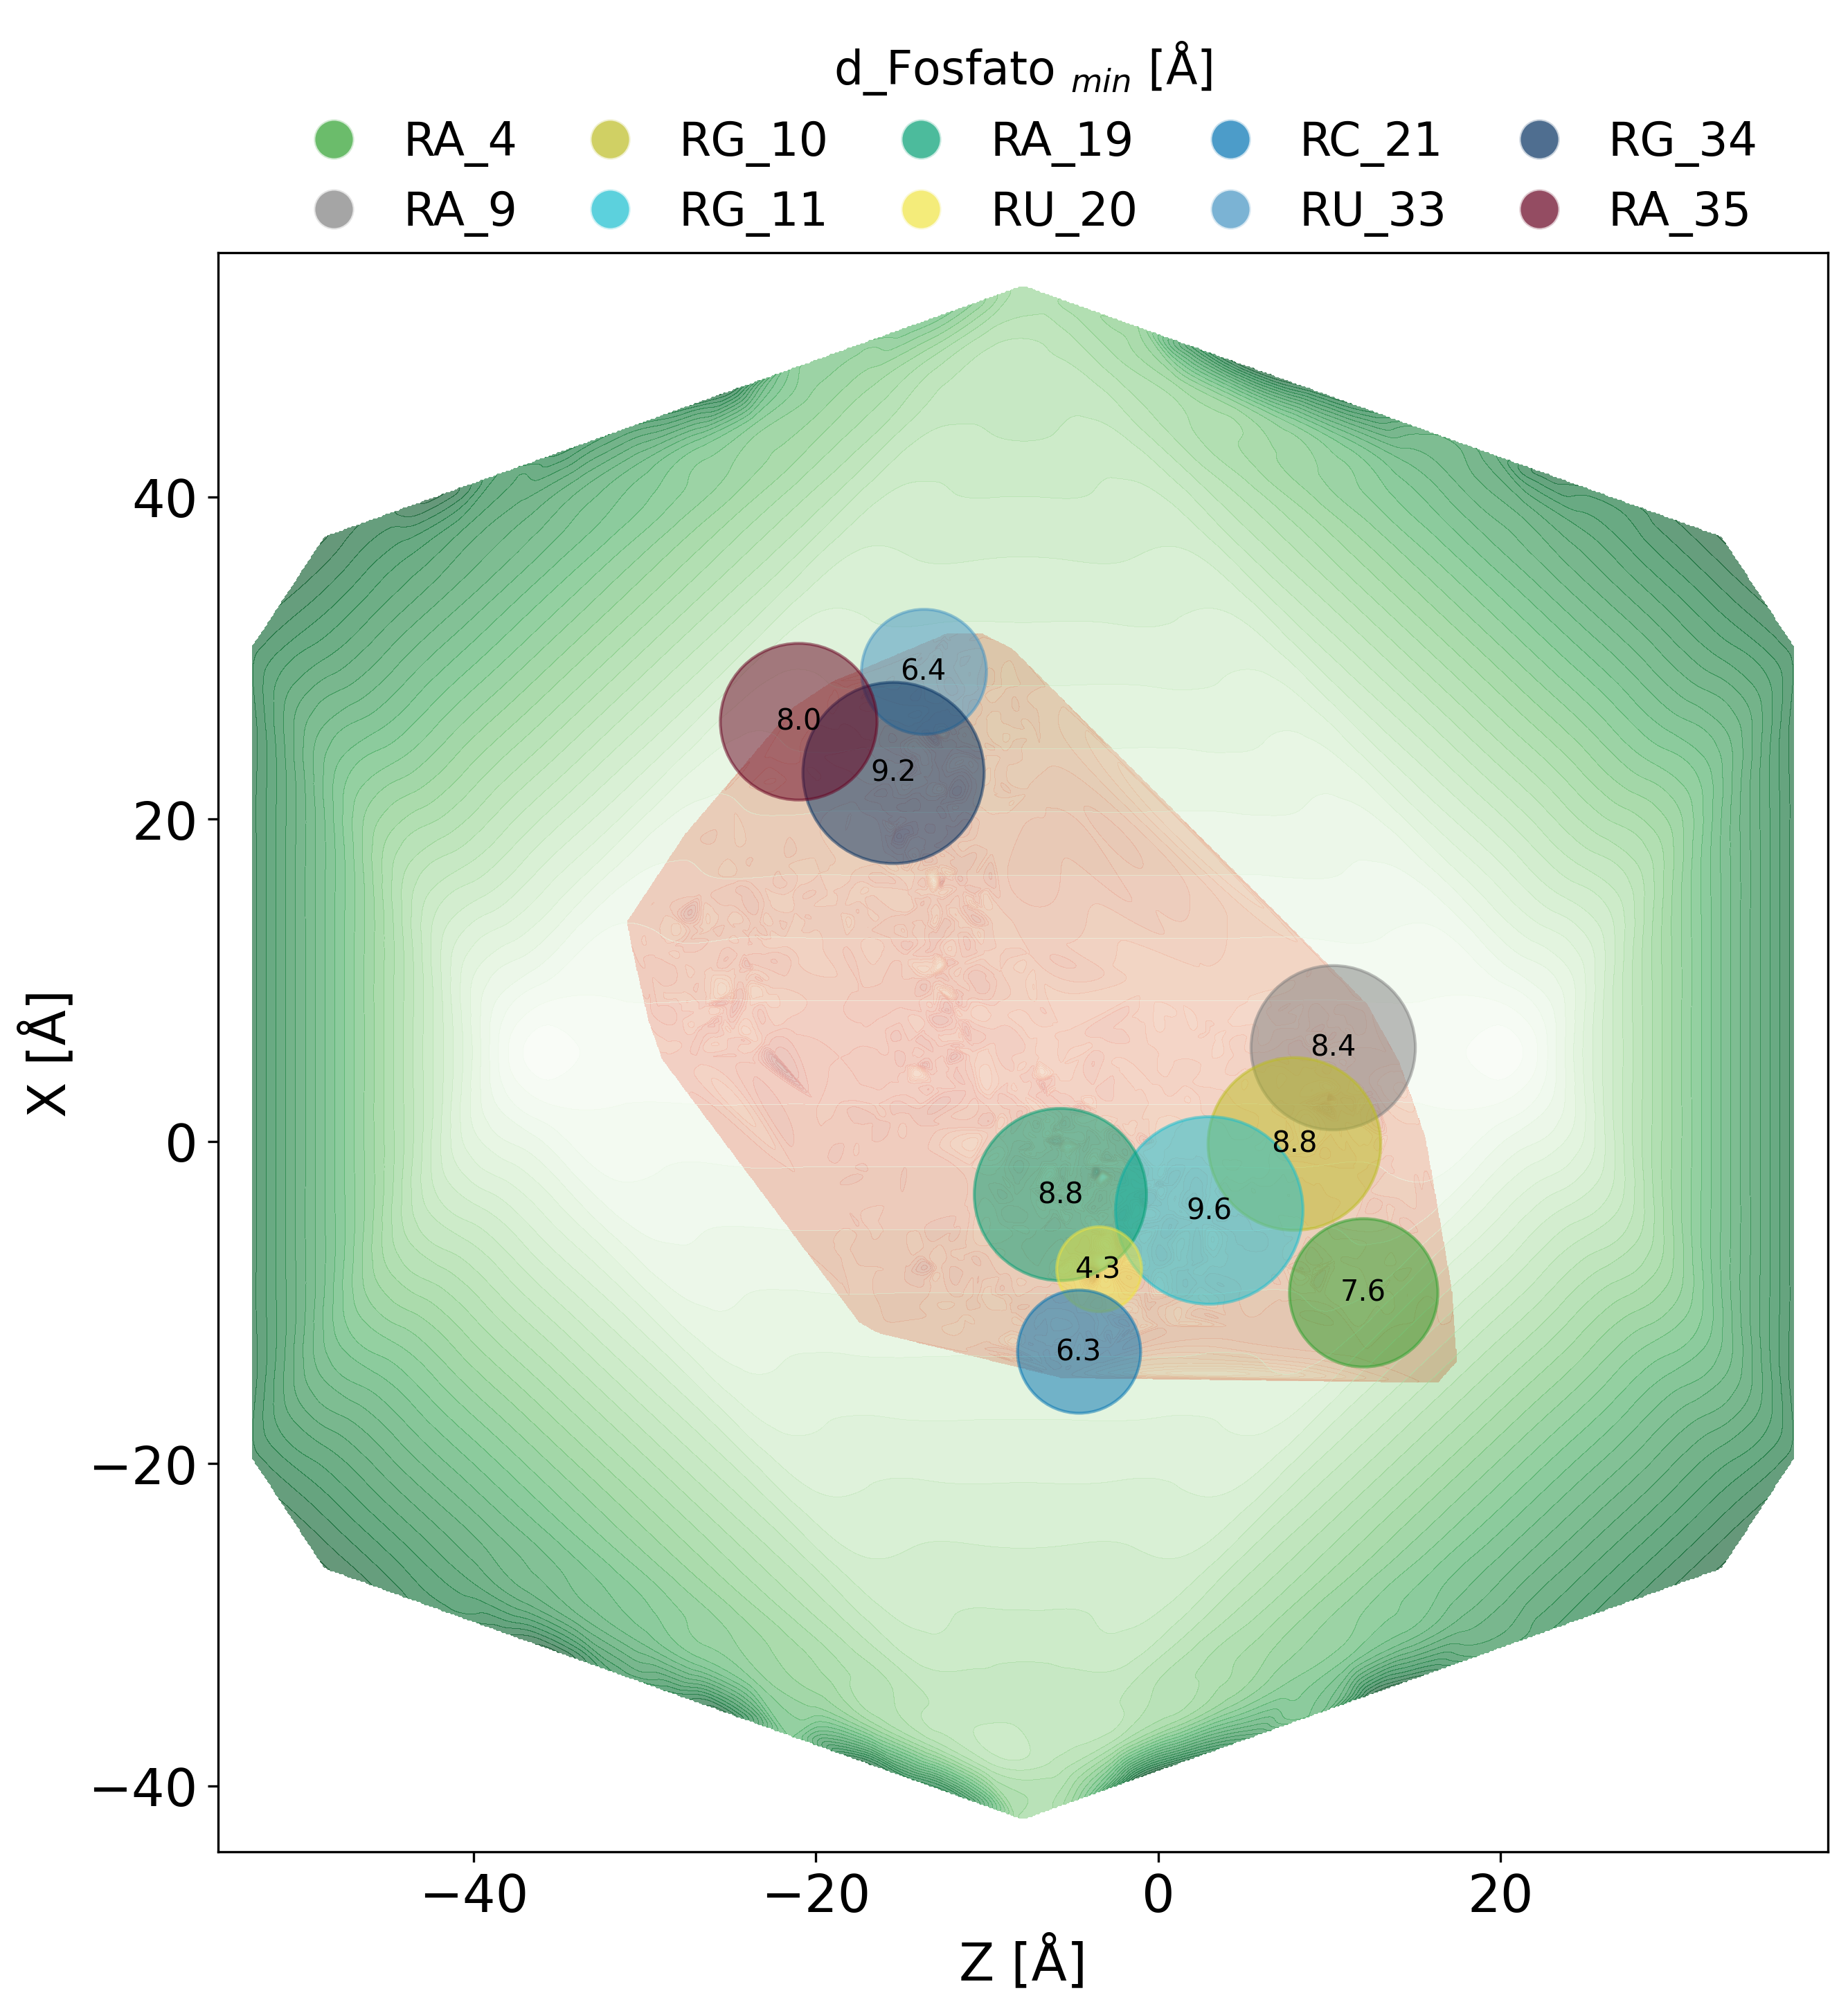 d_Fosfato min [Å]
RA_4 RG_10 RA_19 RC_21 RG_34
RA_9 RG_11 RU_20 RU_33 RA_35
40
20
0
−20
−40
X [Å]
6.4
8.0
9.2
8.4
8.8
8.8
9.6
4.3
7.6
6.3
−40 −20 0 20
Z [Å]